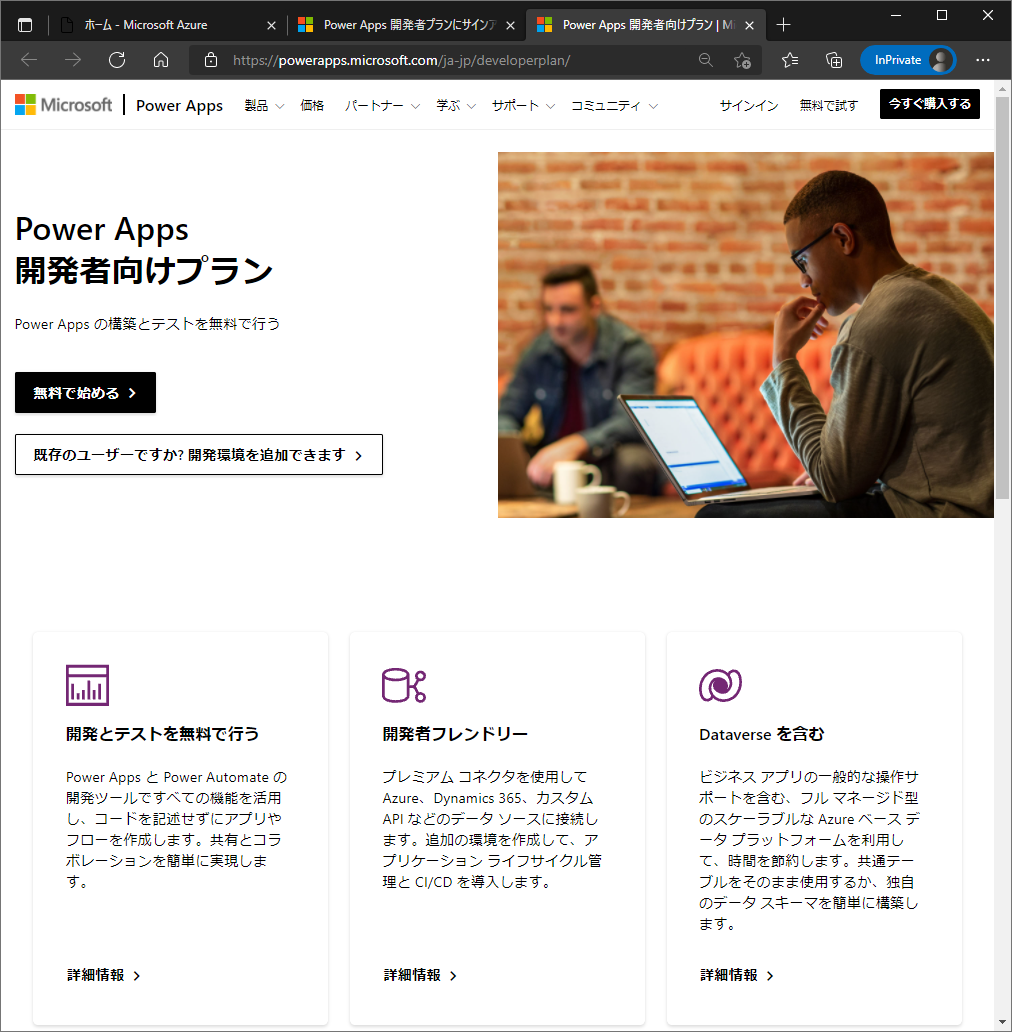 ホーム - Microsoft Azure
Power Apps 開発者プランにサインア
Power Apps 開発者向けプラン | Mi
https://powerapps.microsoft.com/ja-jp/developerplan/
InPrivate
Microsoft Power Apps 製品 価格 パートナー 学ぶ サポート コミュニティ サインイン 無料で試す 今すぐ購入する
Power Apps
開発者向けプラン
Power Apps の構築とテストを無料で行う
無料で始める
既存のユーザーですか? 開発環境を追加できます
開発とテストを無料で行う
Power Apps と Power Automate の
開発ツールですべての機能を活用
し、コードを記述せずにアプリや
フローを作成します。共有とコラ
ボレーションを簡単に実現しま
す。
詳細情報
開発者フレンドリー
プレミアム コネクタを使用して
Azure、Dynamics 365、カスタム
API などのデータ ソースに接続し
ます。追加の環境を作成して、ア
プリケーション ライフサイクル管
理と CI/CD を導入します。
詳細情報
Dataverse を含む
ビジネス アプリの一般的な操作サ
ポートを含む、フル マネージド型
のスケーラブルな Azure ベース デ
ータ プラットフォームを利用し
て、時間を節約します。共通テー
ブルをそのまま使用するか、独自
のデータ スキーマを簡単に構築し
ます。
詳細情報